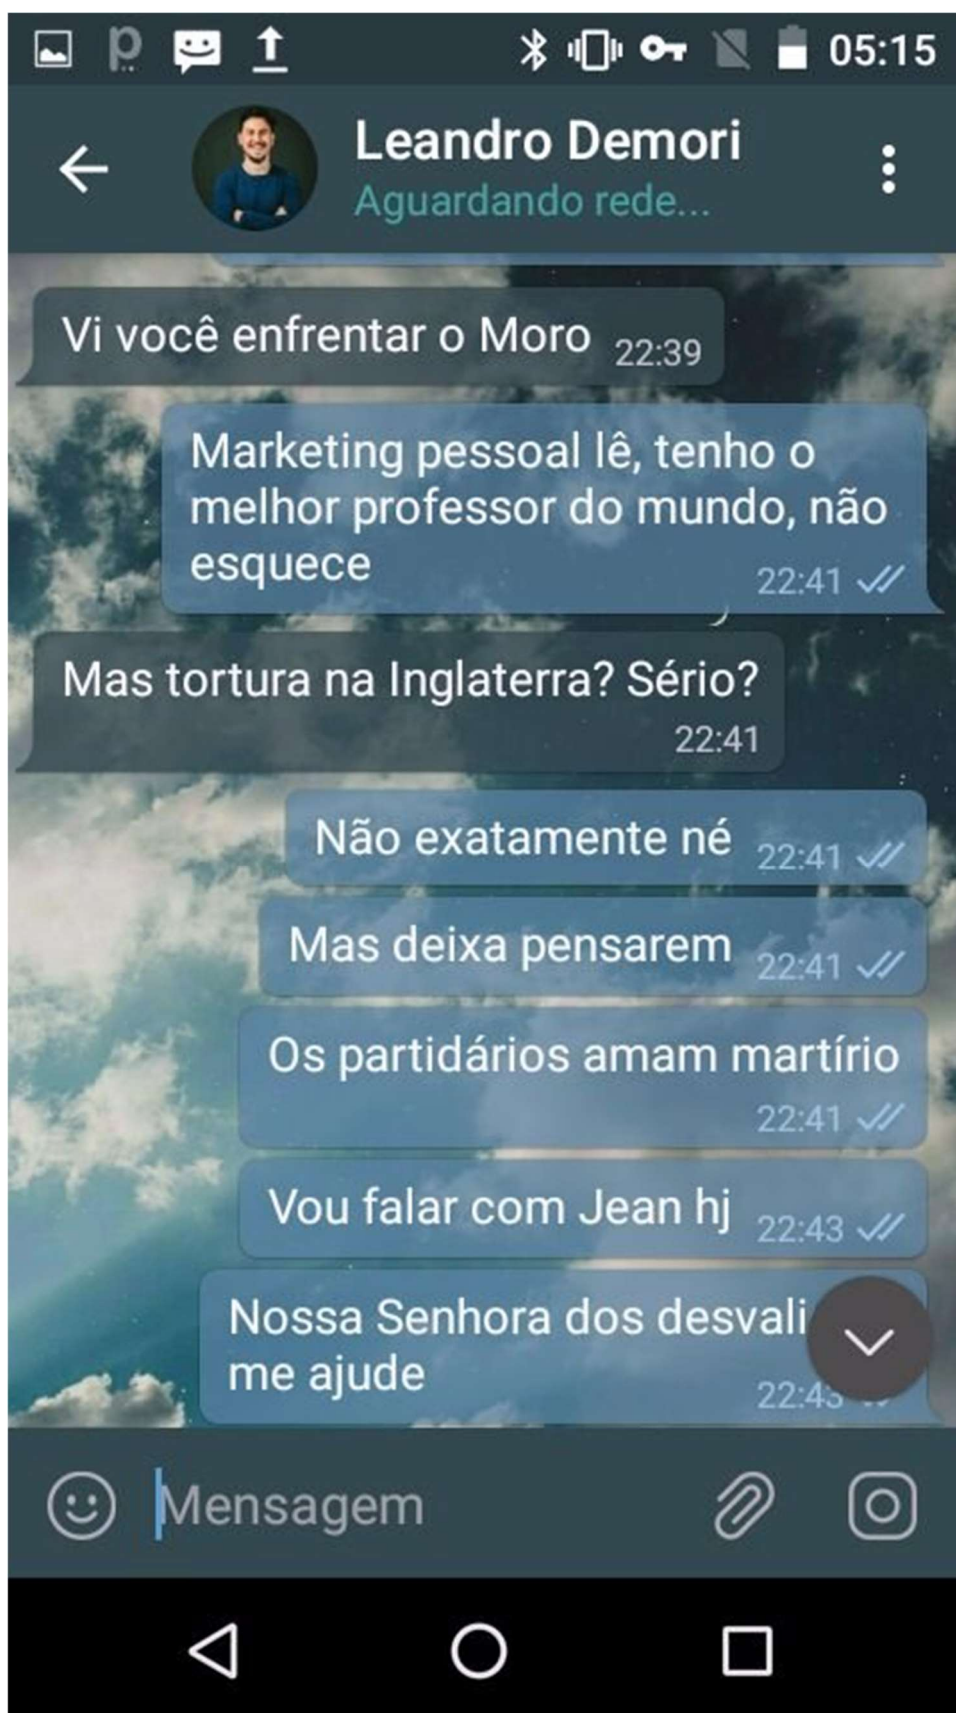 05:15
Leandro Demori
Aguardando rede...
Vi você enfrentar o Moro 22:39
Marketing pessoal lê, tenho o
melhor professor do mundo, não
esquece
22:41
Mas tortura na Inglaterra? Sério?
22:41
Não exatamente né 22:41
Mas deixa pensarem 22:41
Os partidários amam martírio
22:41
Vou falar com Jean hj 22:43
Nossa Senhora dos desvali
me ajude
22:43
Mensagem